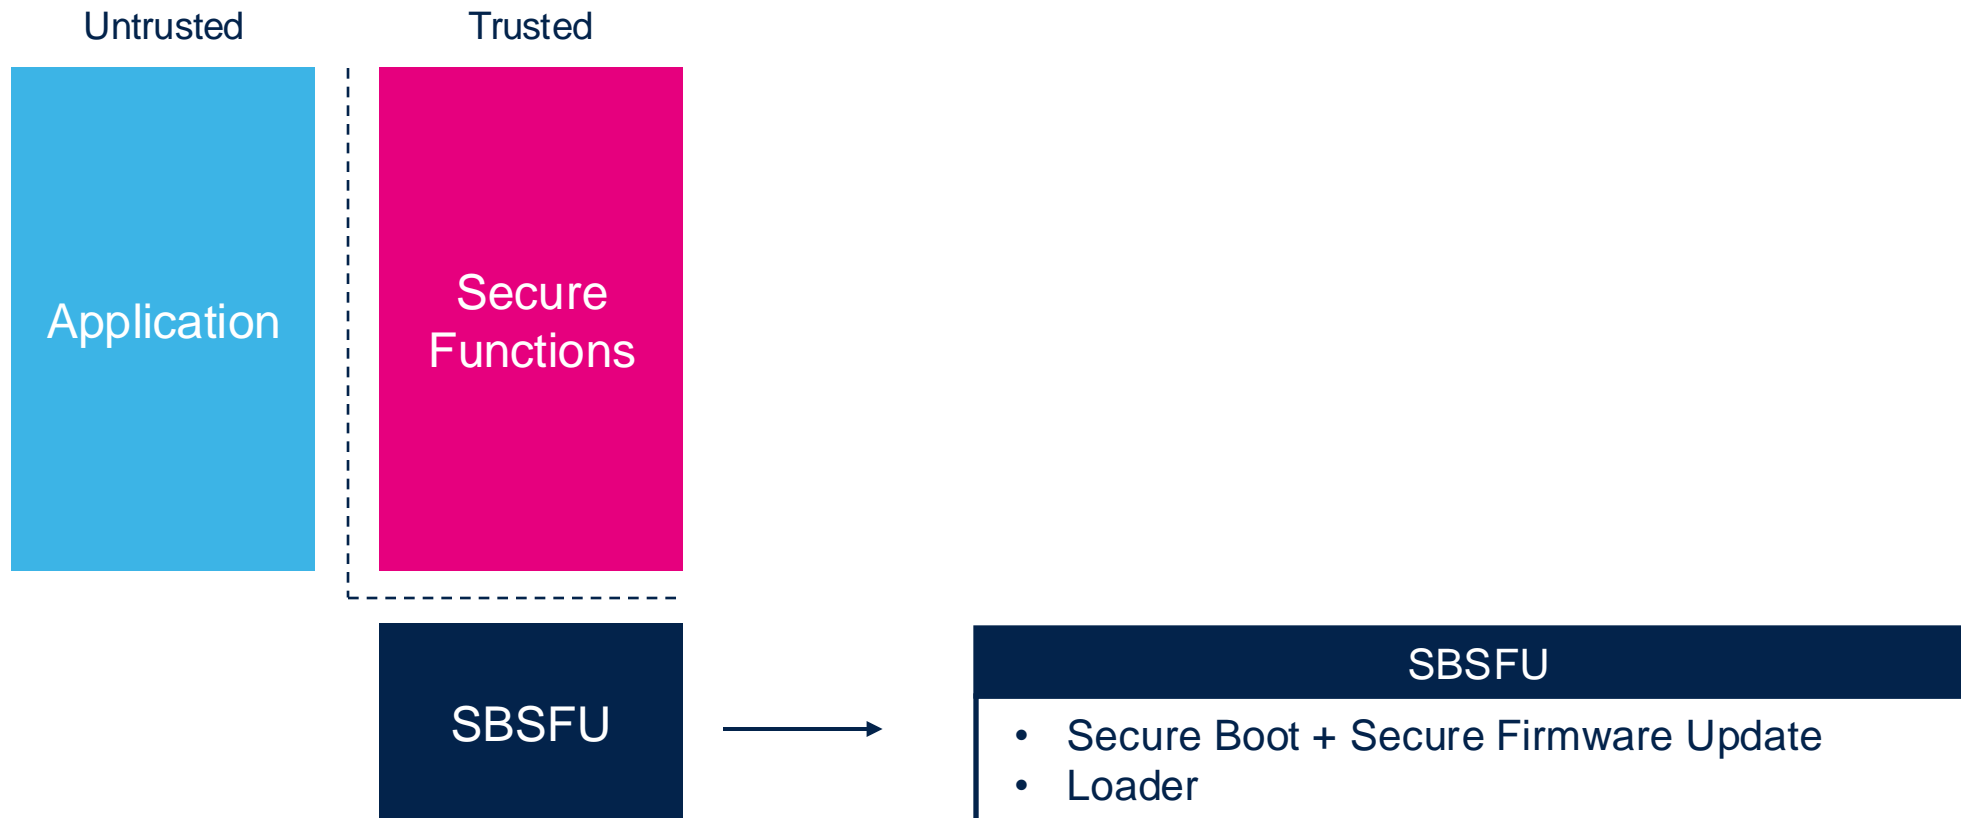 Untrusted
Trusted
Application
Secure
Functions
SBSFU
SBSFU
• Secure Boot + Secure Firmware Update
• Loader